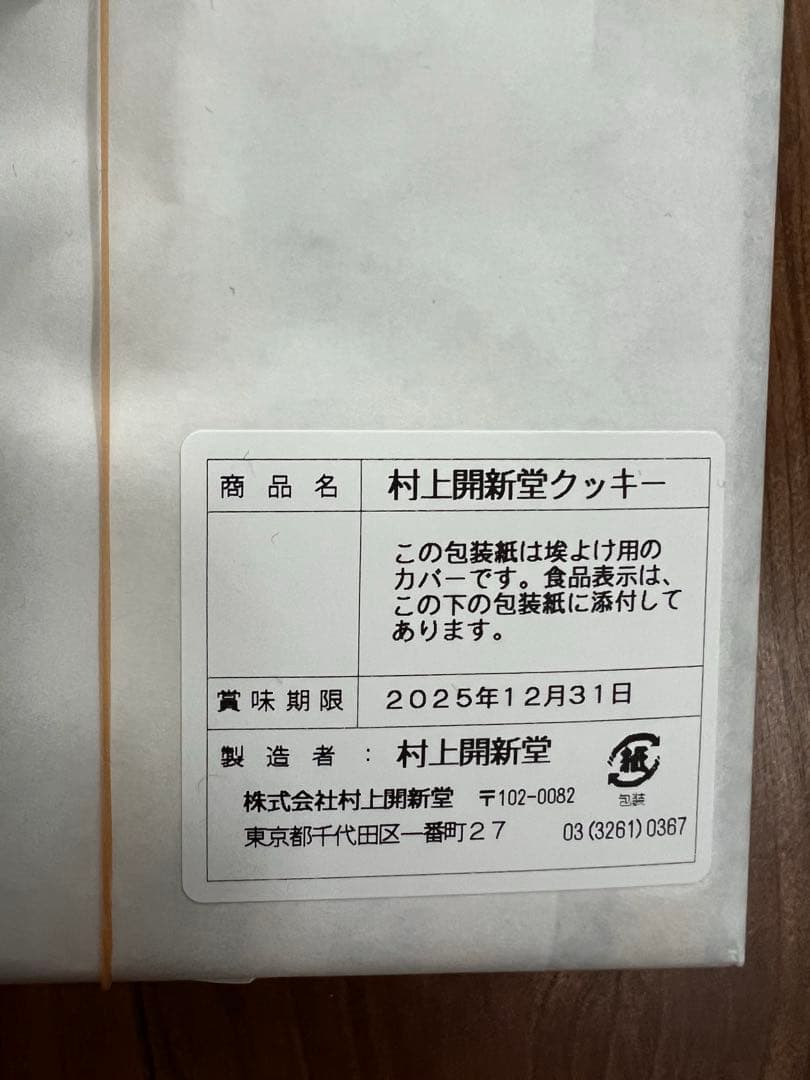 商品名 村上開新堂クッキー
この包装紙は埃よけ用の
カバーです。食品表示は、
この下の包装紙に添付して
あります。
賞味期限 2025年12月31日
製造者：村上開新堂
紙
包装
株式会社村上開新堂 〒102-0082
東京都千代田区一番町27 03(3261)0367